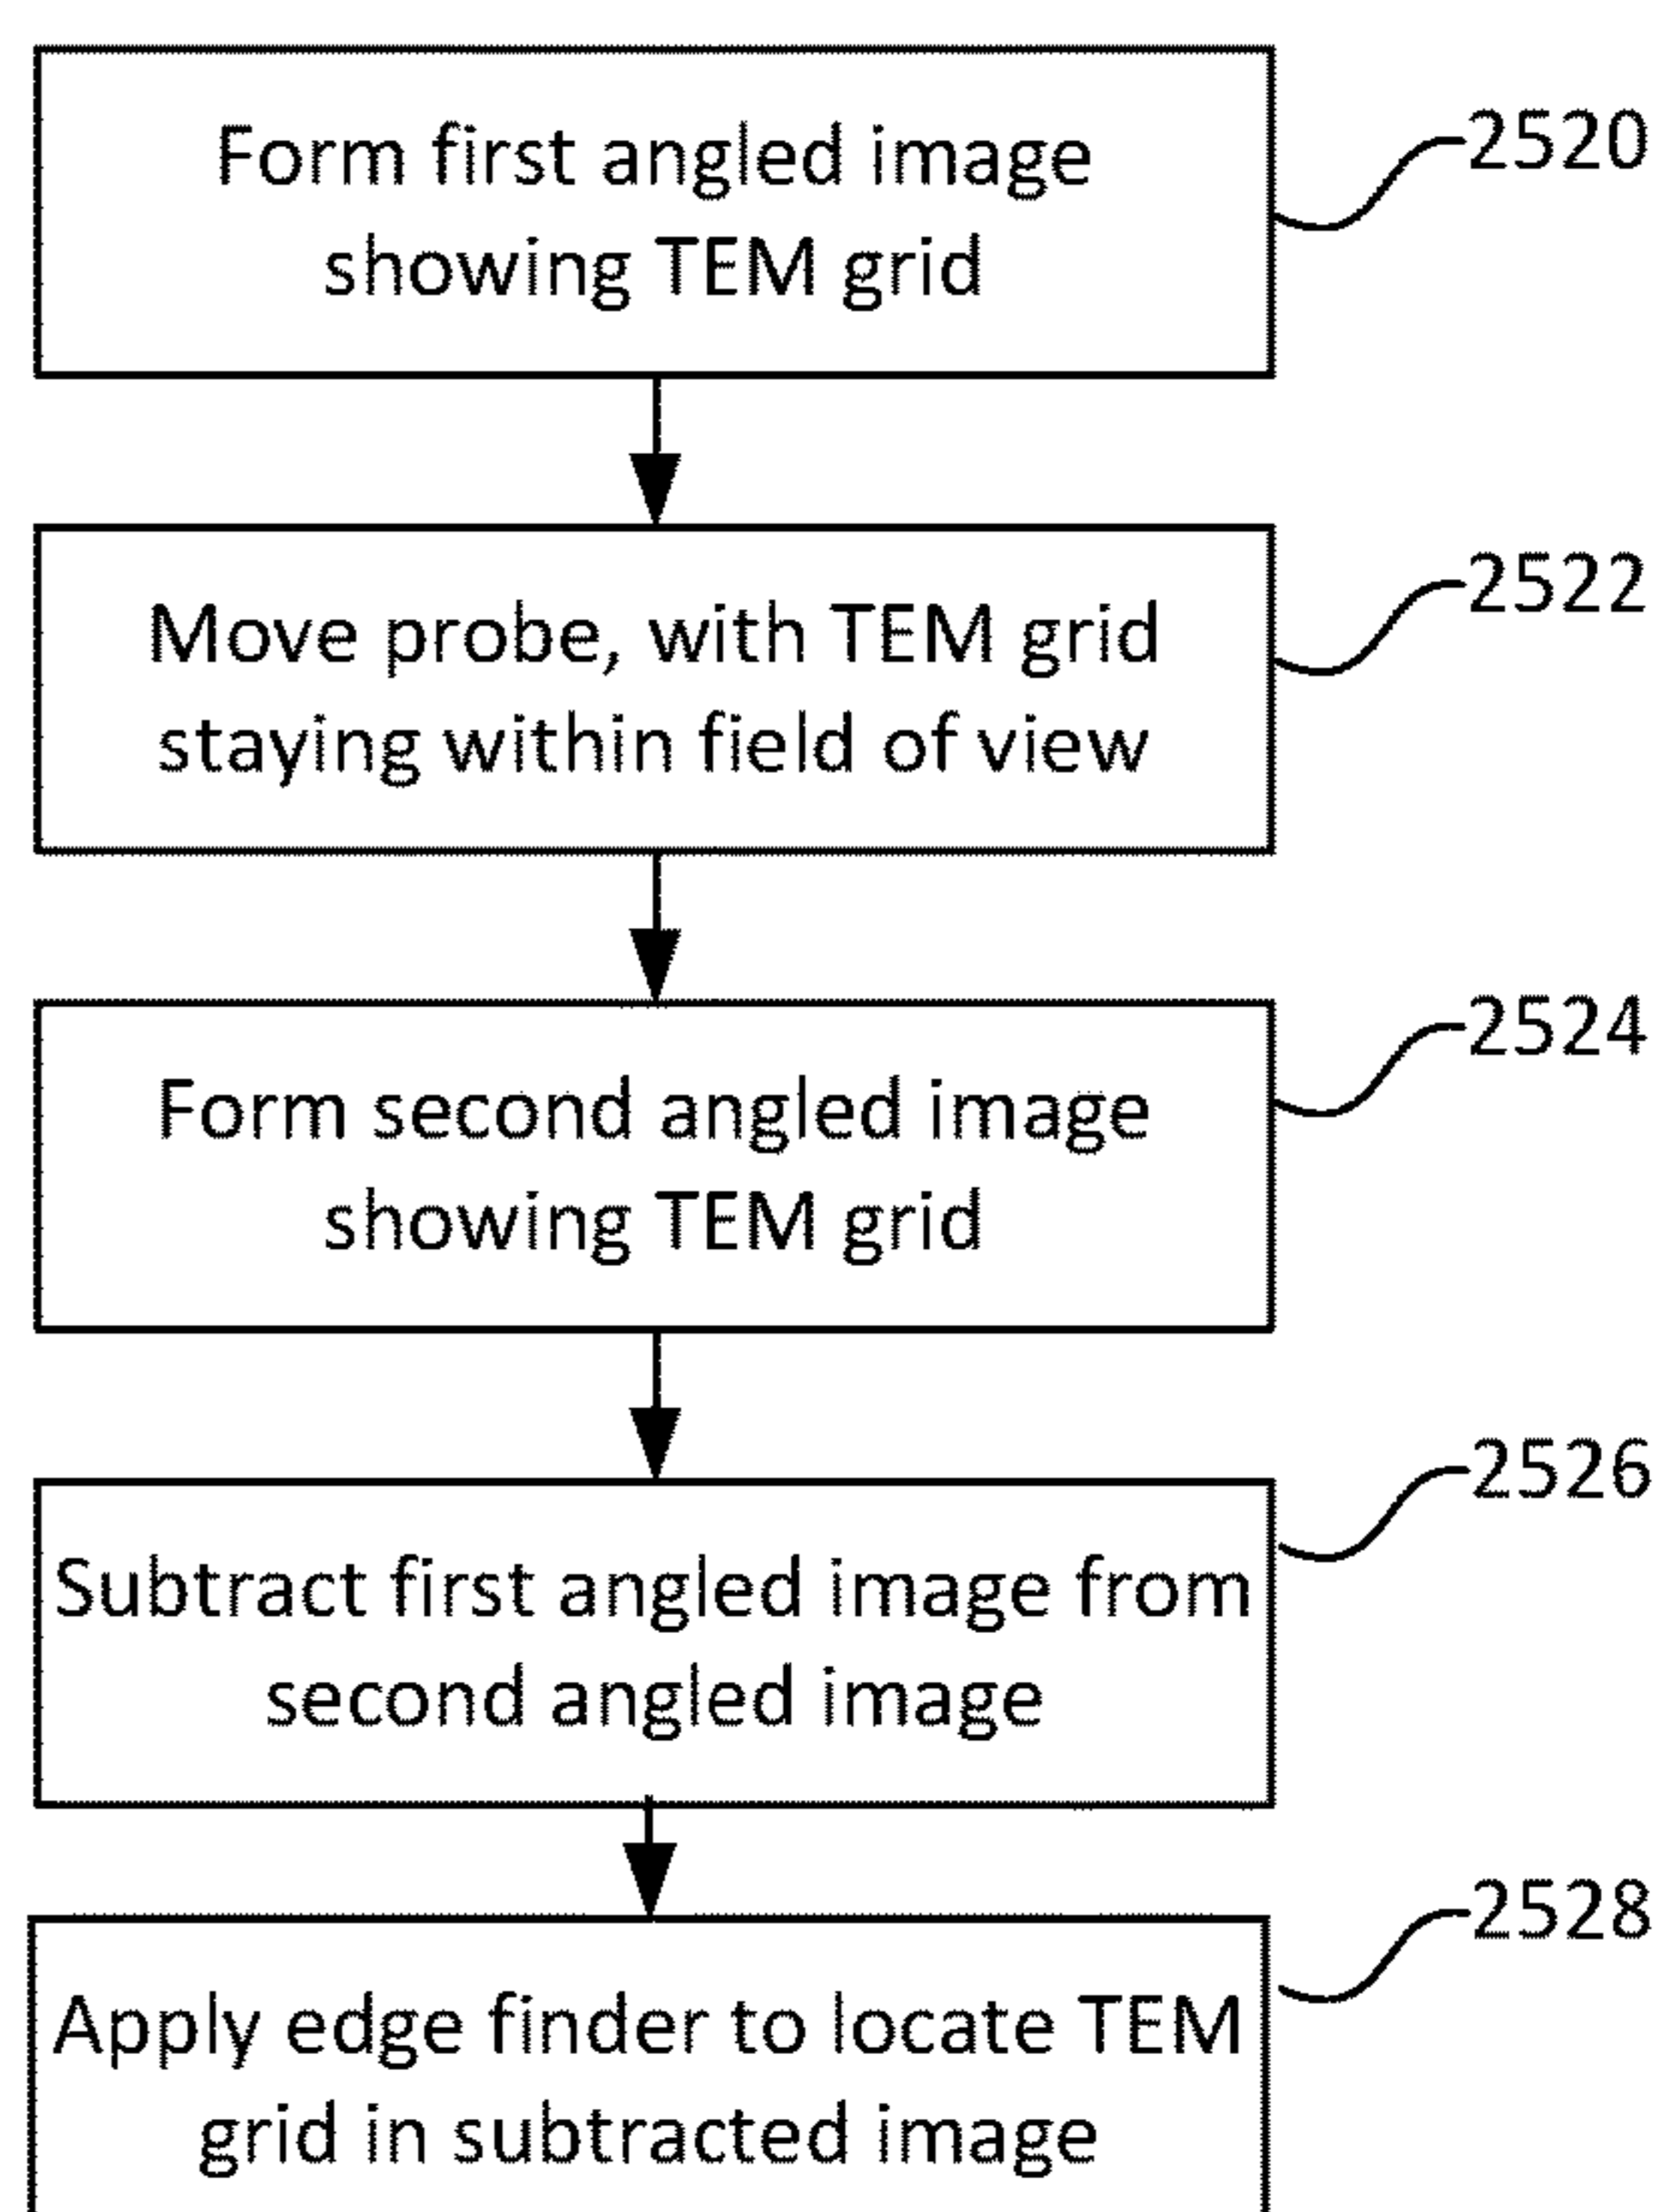 Form first angled image
showing TEM grid
2520
Move probe, with TEM grid
staying within field of view
2522
Form second angled image
showing TEM grid
2524
Subtract first angled image from
second angled image
2526
Apply edge finder to locate TEM
grid in subtracted image
2528